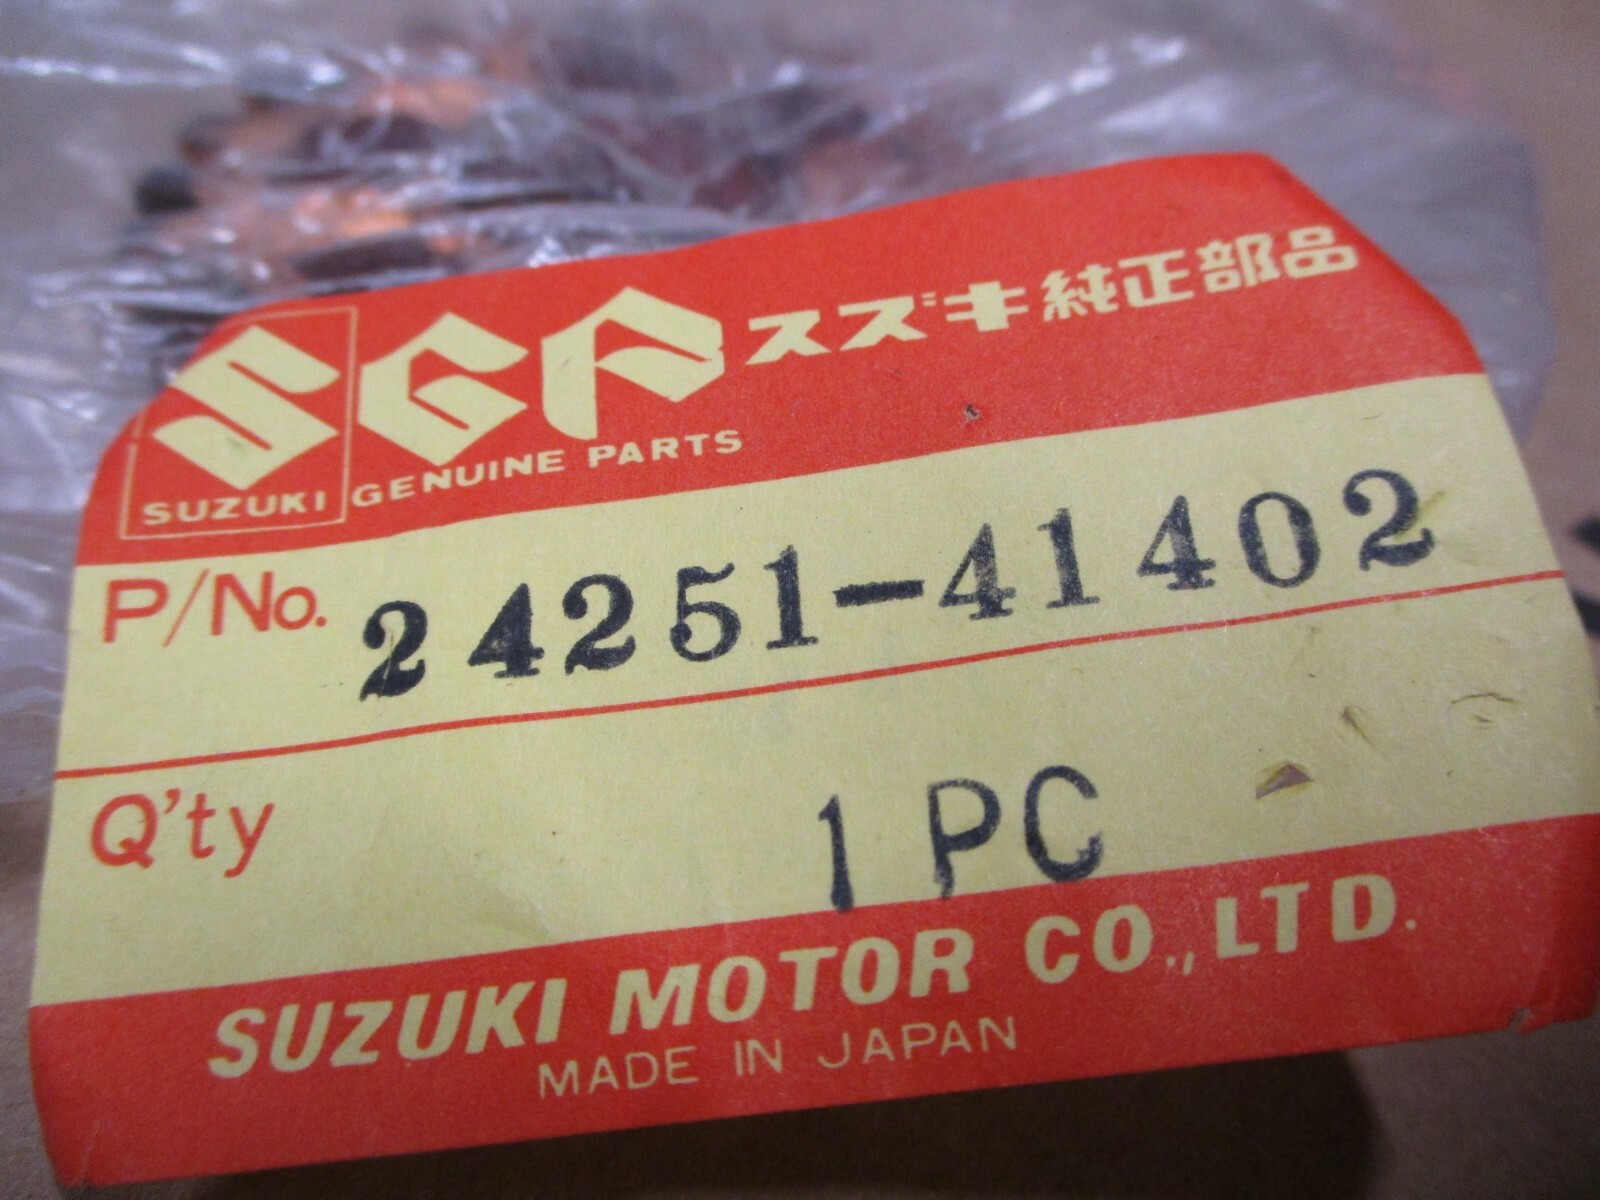 SGP スズキ純正部品
SUZUKI GENUINE PARTS
P/No. 24251-41402
Q'ty 1 PC
SUZUKI MOTOR CO., LTD.
MADE IN JAPAN